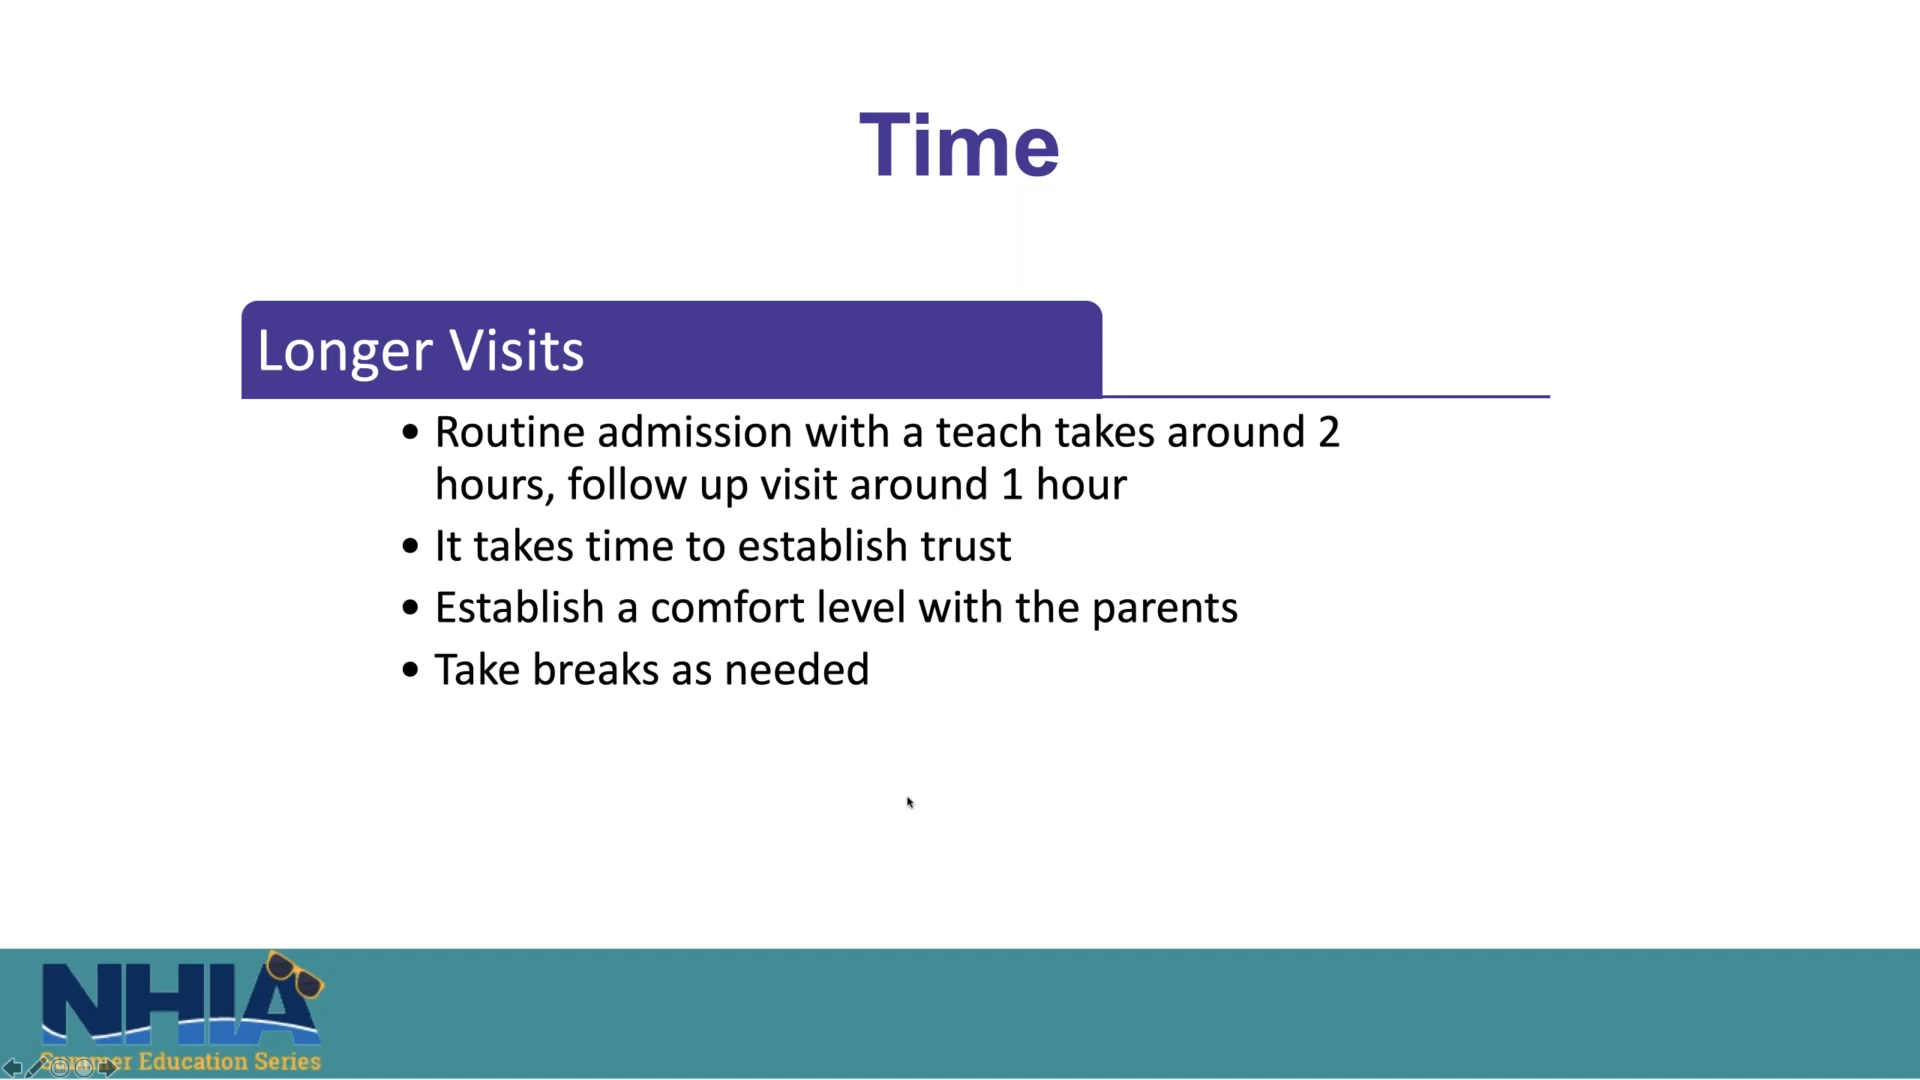 Time
Longer Visits
• Routine admission with a teach takes around 2
hours, follow up visit around 1 hour
• It takes time to establish trust
• Establish a comfort level with the parents
• Take breaks as needed
NHIA
Summer Education Series